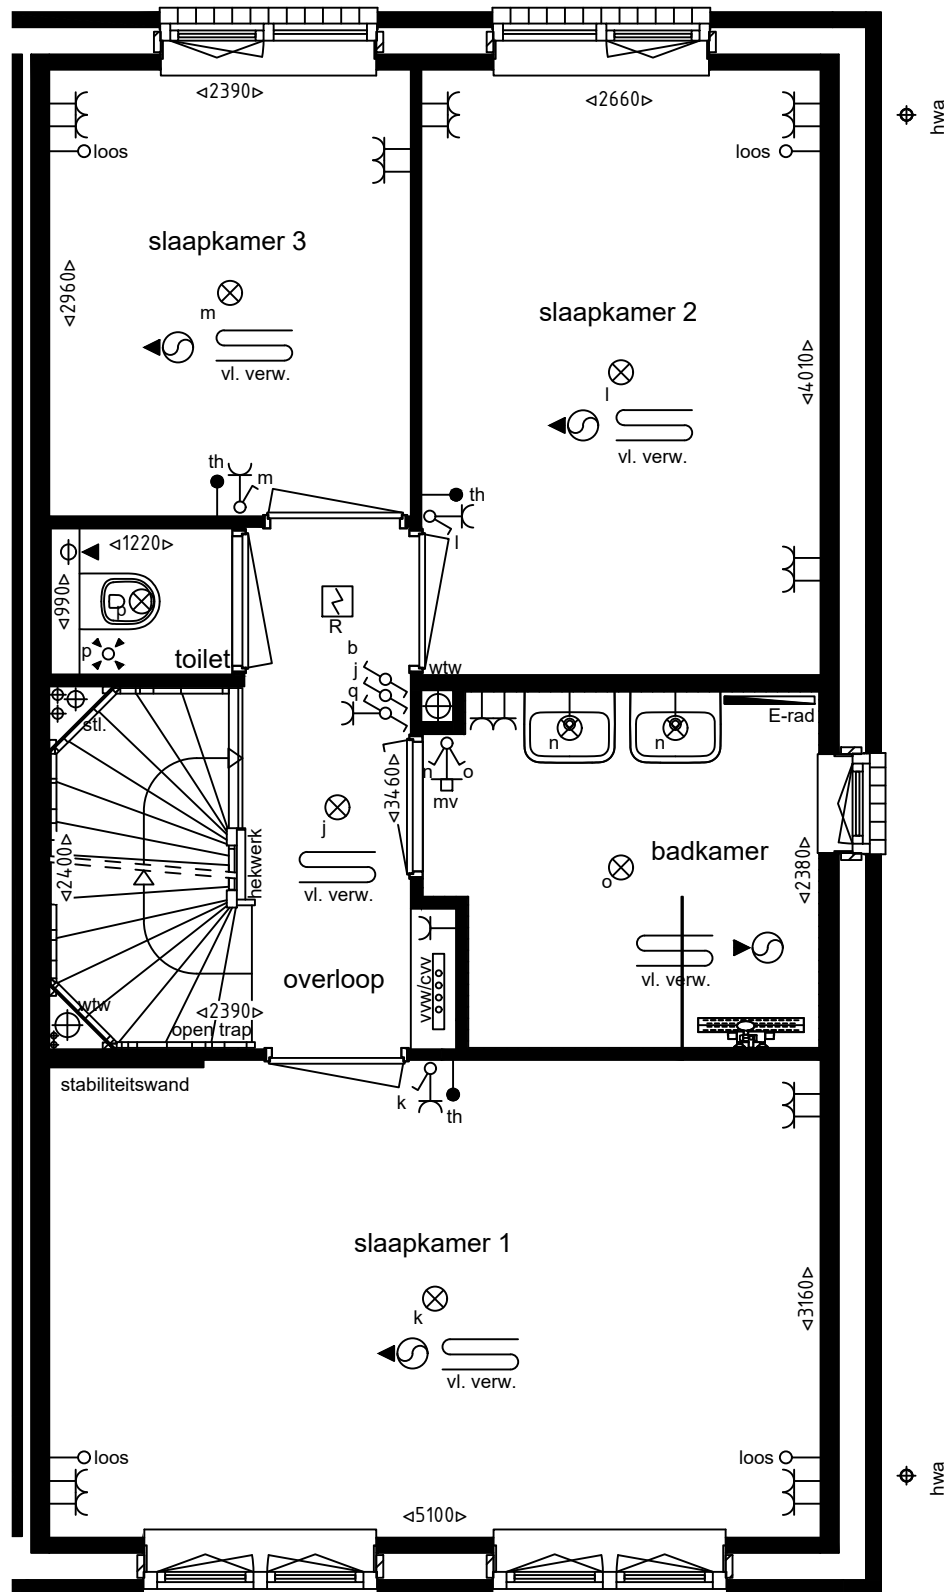 ◁2390▷
◁2660▷
hwa
loos
loos
slaapkamer 3
◁2960▷
m
vl. verw.
slaapkamer 2
◁4010▷
l
vl. verw.
th
m
th
l
◁1220▷
◁990▷
p
p
toilet
R
b
j
q
wtw
stl.
n
n
E-rad
n
o
mv
◁3460▷
j
hekwerk
◁2400▷
badkamer
◁2380▷
o
vl. verw.
vl. verw.
overloop
vvw/cvv
wtw
◁2390▷
open trap
stabiliteitswand
k
th
slaapkamer 1
◁3160▷
k
vl. verw.
loos
loos
hwa
◁5100▷